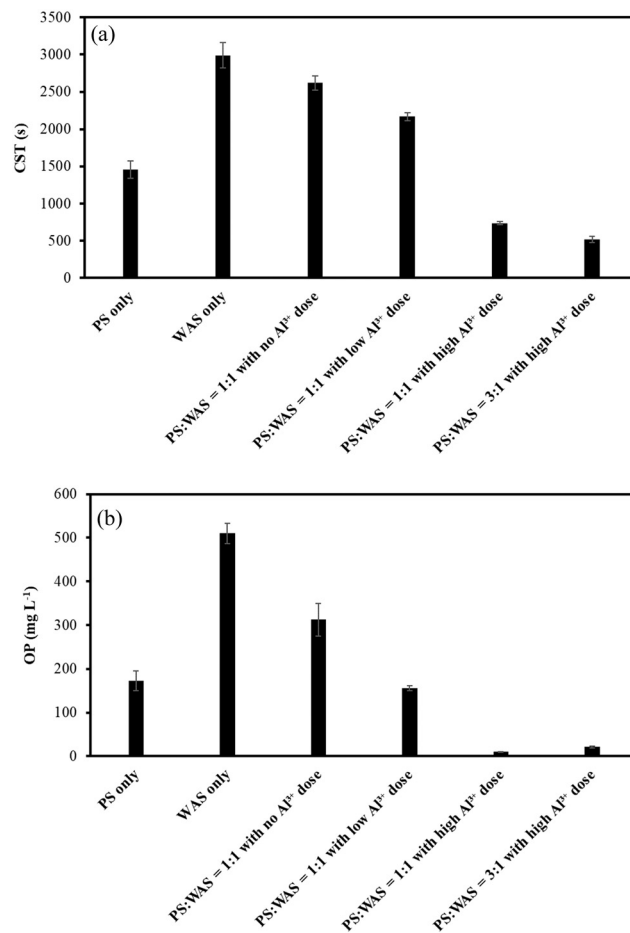 (a)
CST (s)
3500
3000
2500
2000
1500
1000
500
0
PS only
WAS only
PS:WAS = 1:1 with no Al³⁺ dose
PS:WAS = 1:1 with low Al³⁺ dose
PS:WAS = 1:1 with high Al³⁺ dose
PS:WAS = 3:1 with high Al³⁺ dose
(b)
OP (mg L⁻¹)
600
500
400
300
200
100
0
PS only
WAS only
PS:WAS = 1:1 with no Al³⁺ dose
PS:WAS = 1:1 with low Al³⁺ dose
PS:WAS = 1:1 with high Al³⁺ dose
PS:WAS = 3:1 with high Al³⁺ dose